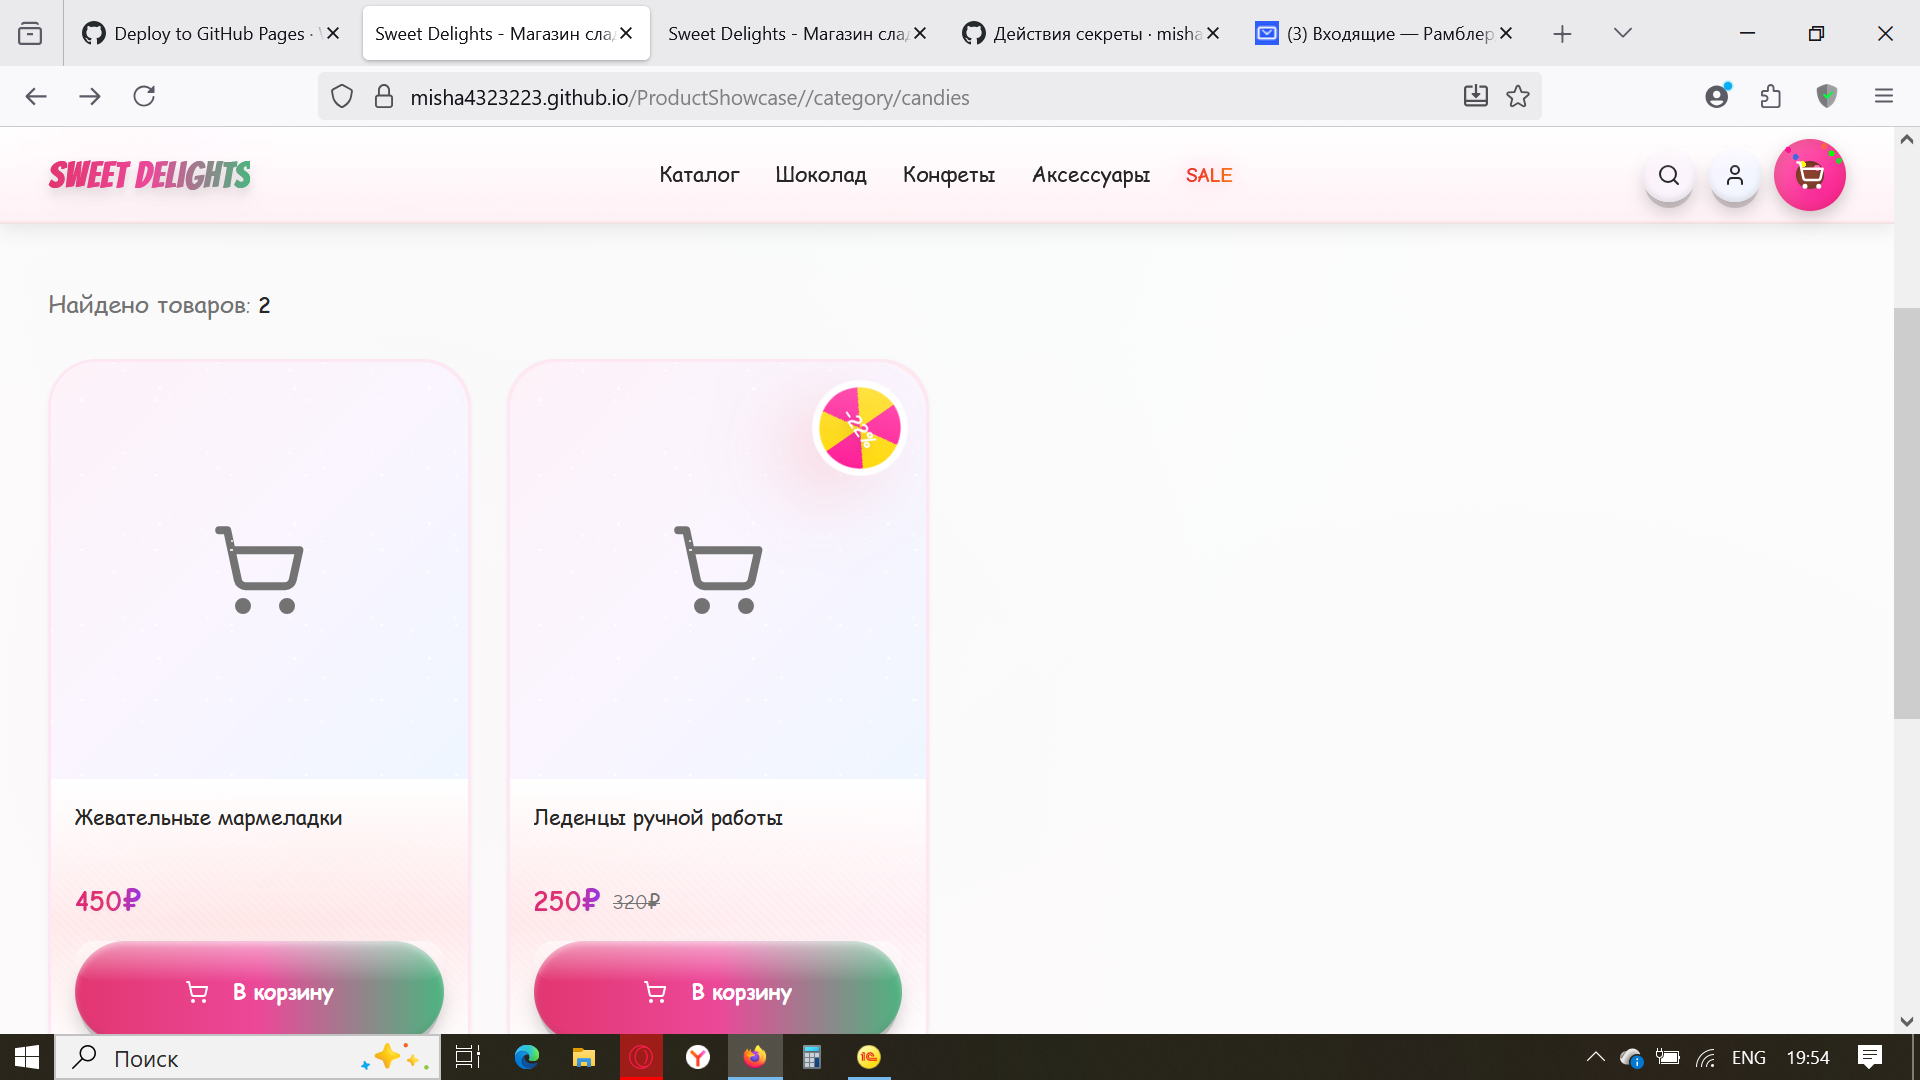 Deploy to GitHub Pages ·
Sweet Delights - Магазин сла
Sweet Delights - Магазин сла
Действия секреты · misha
(3) Входящие — Рамблер
misha4323223.github.io/ProductShowcase//category/candies
SWEET DELIGHTS
Каталог
Шоколад
Конфеты
Аксессуары
SALE
Найдено товаров: 2
-22%
Жевательные мармеладки
Леденцы ручной работы
450₽
250₽ 320₽
В корзину
В корзину
Поиск
ENG
19:54